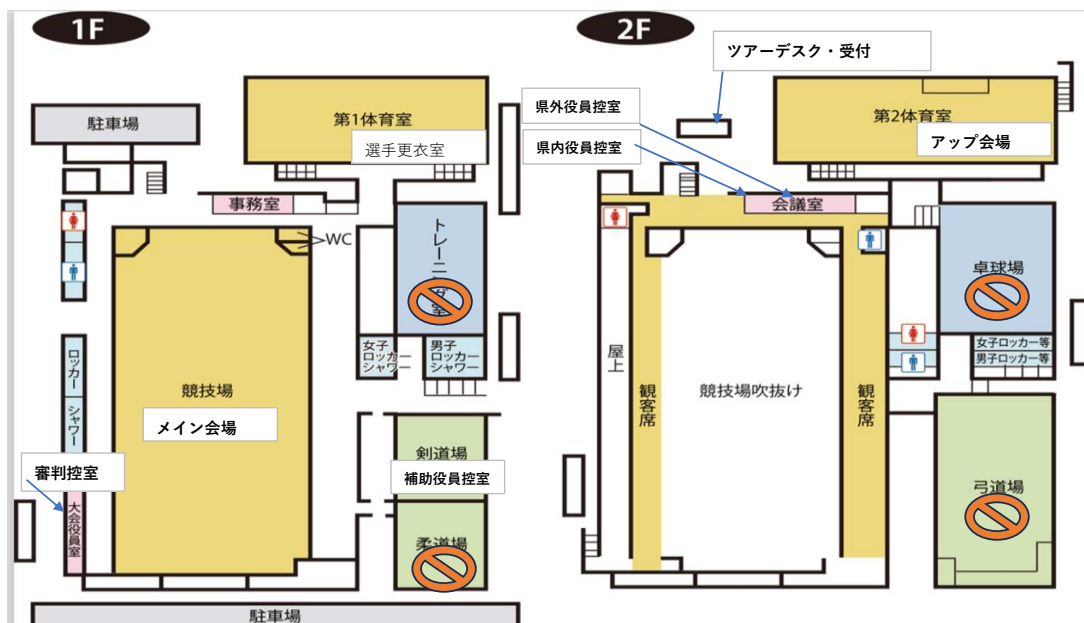 1F
2F
ツアーデスク・受付
県外役員控室
県内役員控室
駐車場
第1体育室
選手更衣室
事務室
WC
トレーニング室
女子
ロッカー
シャワー
男子
ロッカー
シャワー
ロッカー
シャワー
競技場
メイン会場
審判控室
大会役員室
剣道場
補助役員控室
柔道場
駐車場
第2体育室
アップ会場
会議室
卓球場
女子ロッカー等
男子ロッカー等
屋上
観客席
競技場吹抜け
観客席
弓道場